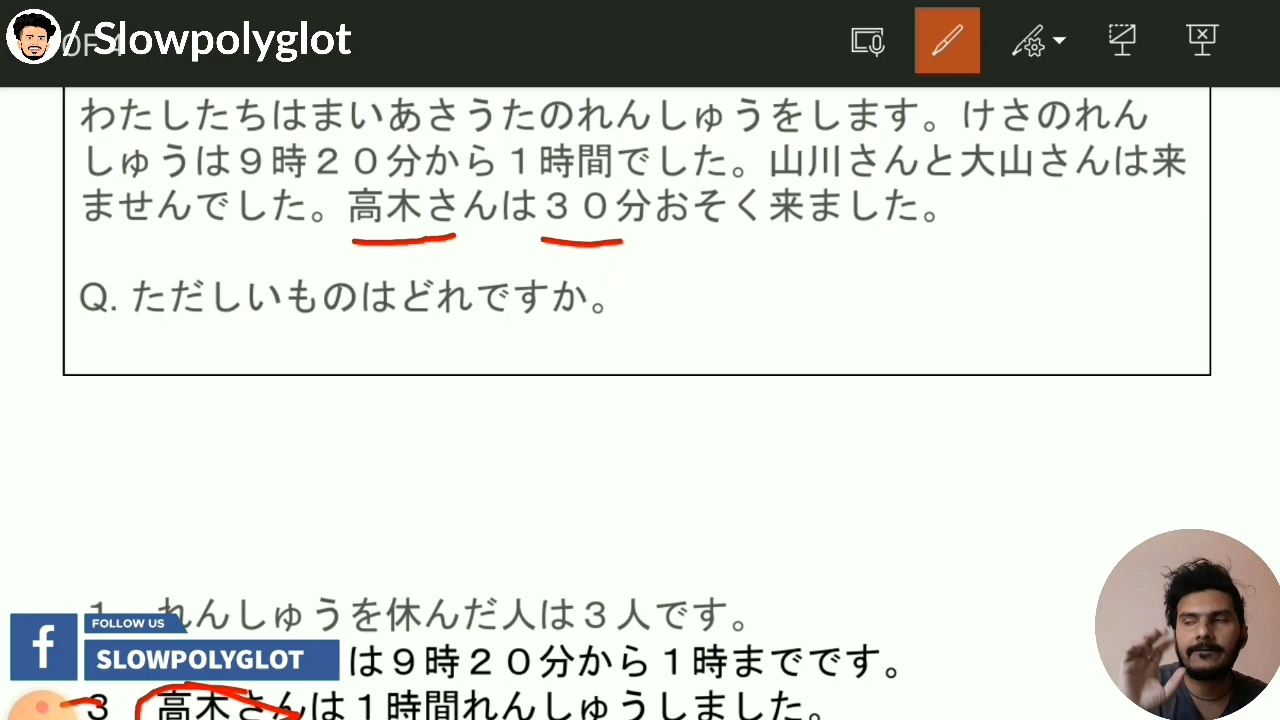 / Slowpolyglot
OF 4
わたしたちはまいあさうたのれんしゅうをします。けさのれん
しゅうは９時２０分から１時間でした。山川さんと大山さんは来
ませんでした。高木さんは３０分おそく来ました。
Q. ただしいものはどれですか。
1 れんしゅうを休んだ人は３人です。
FOLLOW US
f SLOWPOLYGLOT
は９時２０分から１時までです。
3 高木さんは１時間れんしゅうしました。